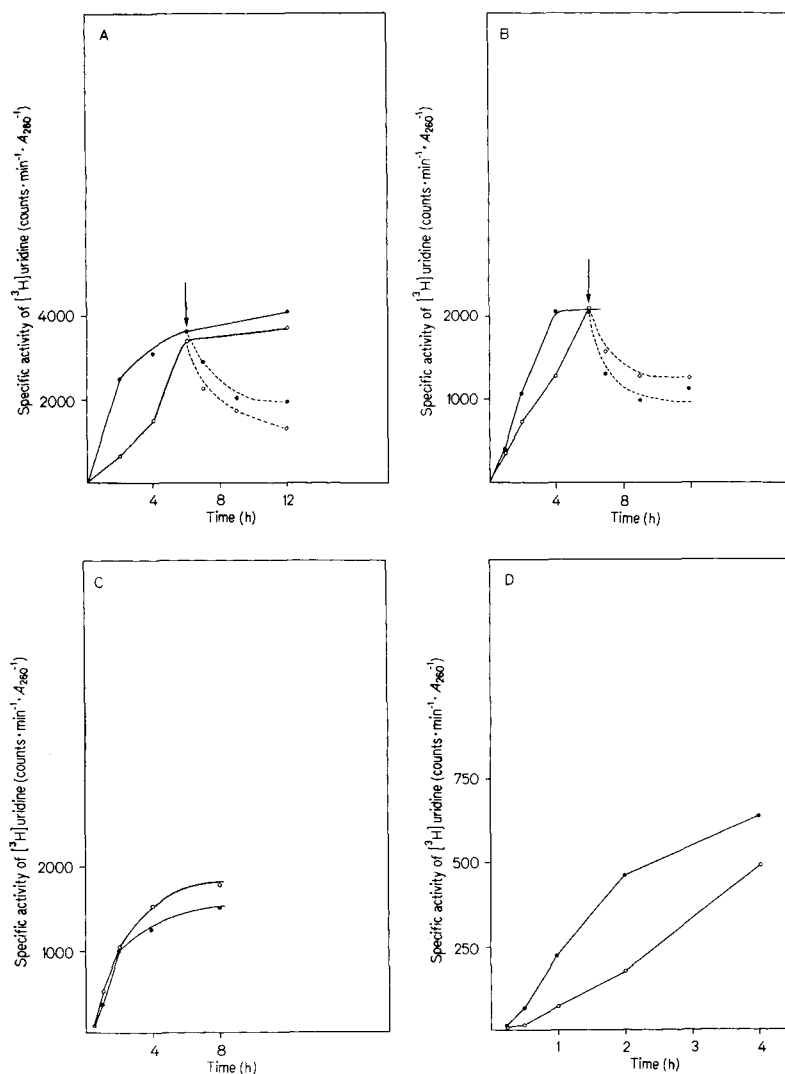 A
Specific activity of [³H]uridine (counts·min⁻¹·A₂₆₀⁻¹)
4000
2000
4
8
12
Time (h)
B
Specific activity of [³H]uridine (counts·min⁻¹·A₂₆₀⁻¹)
2000
1000
4
8
Time (h)
C
Specific activity of [³H]uridine (counts·min⁻¹·A₂₆₀⁻¹)
2000
1000
4
8
Time (h)
D
Specific activity of [³H]uridine (counts·min⁻¹·A₂₆₀⁻¹)
750
500
250
1
2
3
4
Time (h)